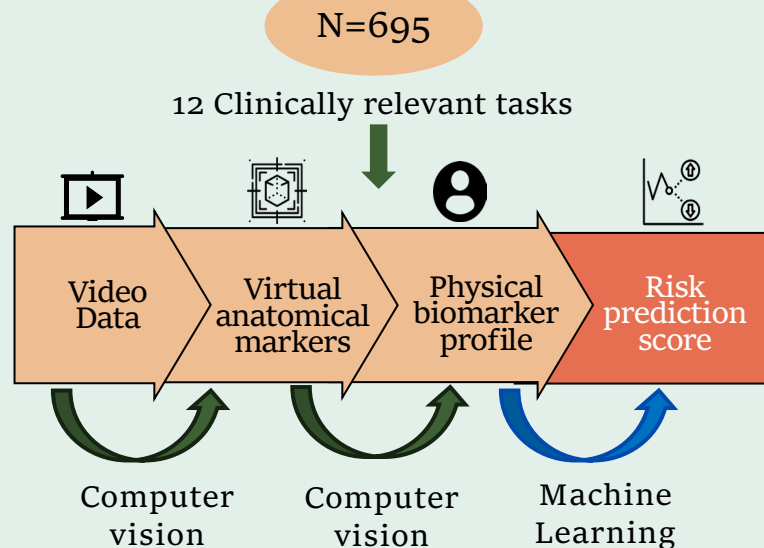 N=695
12 Clinically relevant tasks
Video
Data
Virtual
anatomical
markers
Physical
biomarker
profile
Risk
prediction
score
Computer
vision
Computer
vision
Machine
Learning